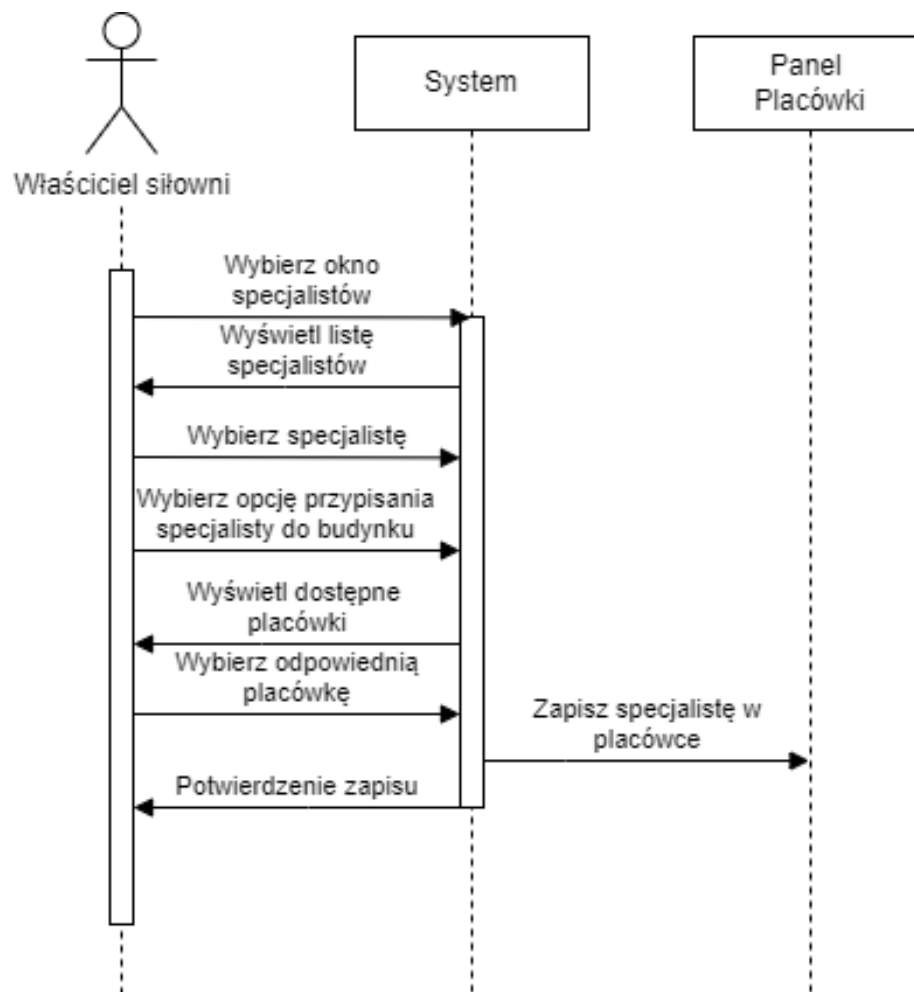 System
Panel
Placówki
Właściciel siłowni
Wybierz okno
specjalistów
Wyświetl listę
specjalistów
Wybierz specjalistę
Wybierz opcję przypisania
specjalisty do budynku
Wyświetl dostępne
placówki
Wybierz odpowiednią
placówkę
Zapisz specjalistę w
placówce
Potwierdzenie zapisu